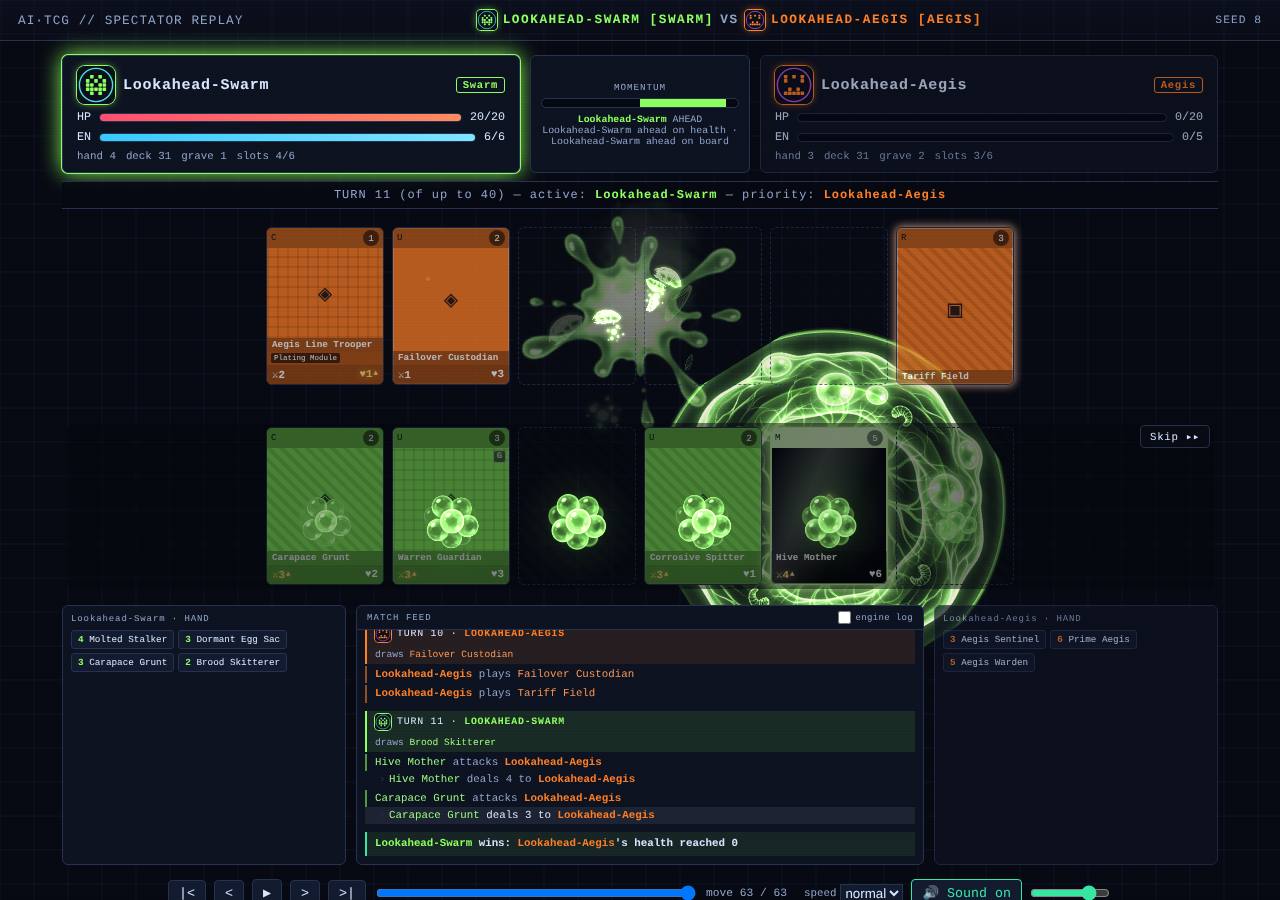 AI·TCG // SPECTATOR REPLAY
LOOKAHEAD-SWARM [SWARM] VS LOOKAHEAD-AEGIS [AEGIS]
SEED 8
Lookahead-Swarm
Swarm
HP 20/20
EN 6/6
hand 4 deck 31 grave 1 slots 4/6
MOMENTUM
Lookahead-Swarm AHEAD
Lookahead-Swarm ahead on health ·
Lookahead-Swarm ahead on board
Lookahead-Aegis
Aegis
HP 0/20
EN 0/5
hand 3 deck 31 grave 2 slots 3/6
TURN 11 (of up to 40) — active: Lookahead-Swarm — priority: Lookahead-Aegis
C 1
Aegis Line Trooper
Plating Module
⚔2 ♥1▲
U 2
Failover Custodian
⚔1 ♥3
R 3
Tariff Field
Skip ▸▸
C 2
Carapace Grunt
⚔3▲ ♥2
U 3
G
Warren Guardian
⚔3▲ ♥3
U 2
Corrosive Spitter
⚔3▲ ♥1
M 5
Hive Mother
⚔4▲ ♥6
Lookahead-Swarm · HAND
4 Molted Stalker
3 Dormant Egg Sac
3 Carapace Grunt
2 Brood Skitterer
MATCH FEED
engine log
TURN 10 · LOOKAHEAD-AEGIS
draws Failover Custodian
Lookahead-Aegis plays Failover Custodian
Lookahead-Aegis plays Tariff Field
TURN 11 · LOOKAHEAD-SWARM
draws Brood Skitterer
Hive Mother attacks Lookahead-Aegis
Hive Mother deals 4 to Lookahead-Aegis
Carapace Grunt attacks Lookahead-Aegis
Carapace Grunt deals 3 to Lookahead-Aegis
Lookahead-Swarm wins: Lookahead-Aegis's health reached 0
Lookahead-Aegis · HAND
3 Aegis Sentinel
6 Prime Aegis
5 Aegis Warden
|< < ▶ > >|
move 63 / 63
speed normal
🔊 Sound on